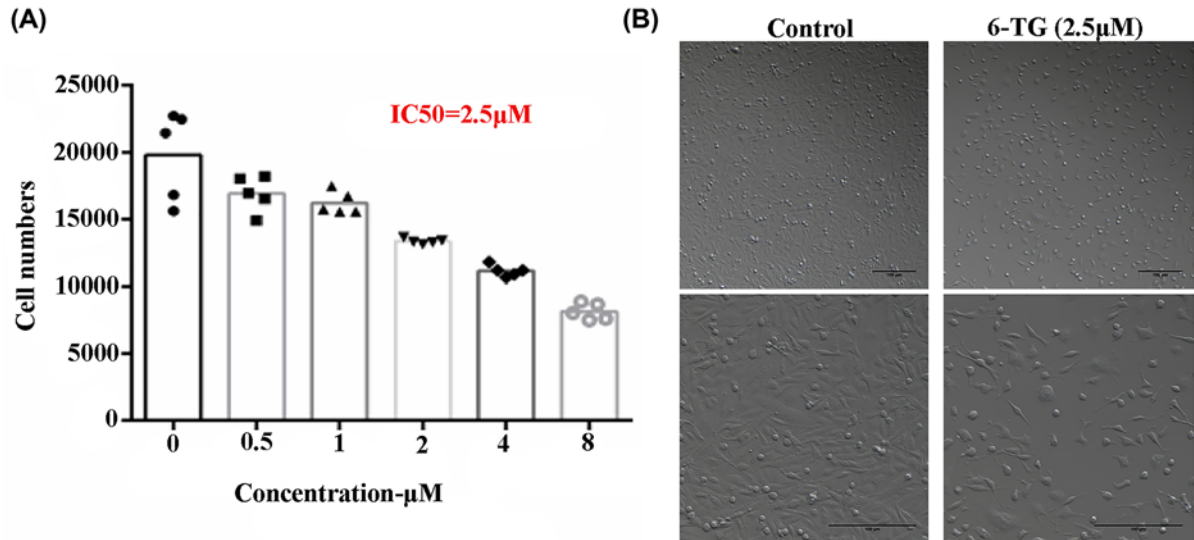 (A)
25000
20000
15000
10000
5000
0
Cell numbers
IC50=2.5μM
0 0.5 1 2 4 8
Concentration-μM
(B)
Control 6-TG (2.5μM)